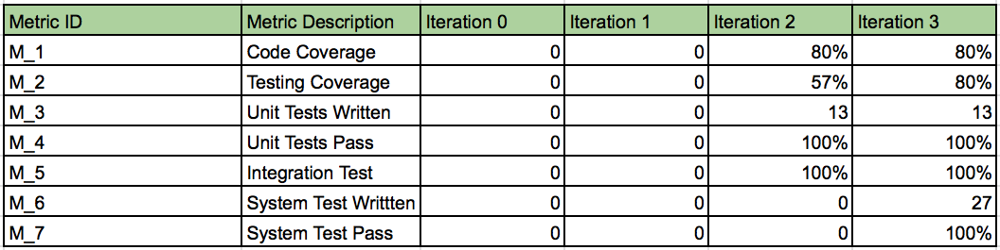 Metric ID Metric Description Iteration 0 Iteration 1 Iteration 2 Iteration 3
M_1 Code Coverage 0 0 80% 80%
M_2 Testing Coverage 0 0 57% 80%
M_3 Unit Tests Written 0 0 13 13
M_4 Unit Tests Pass 0 0 100% 100%
M_5 Integration Test 0 0 100% 100%
M_6 System Test Writtten 0 0 0 27
M_7 System Test Pass 0 0 0 100%